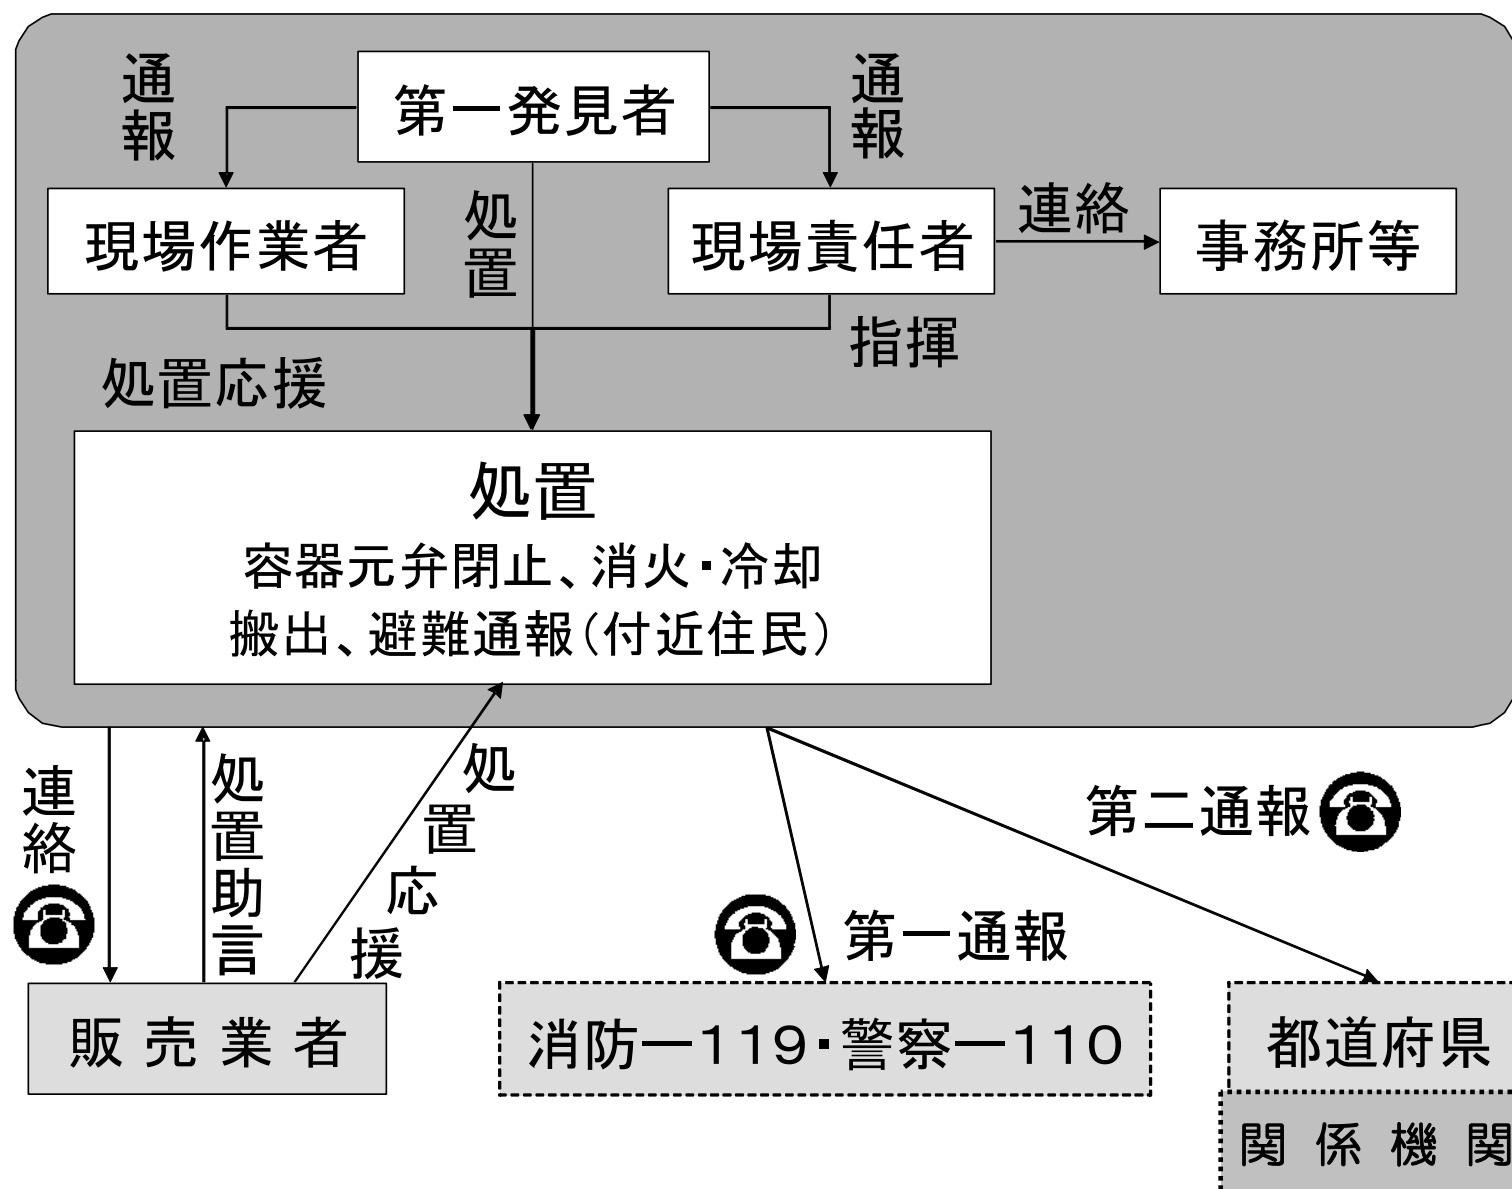 通報
第一発見者
通報
現場作業者
処置
現場責任者
連絡
事務所等
処置応援
指揮
処置
容器元弁閉止、消火・冷却
搬出、避難通報(付近住民)
連絡
処置助言
処置応援
第一通報
第二通報
販売業者
消防ー119・警察ー110
都道府県
関係機関